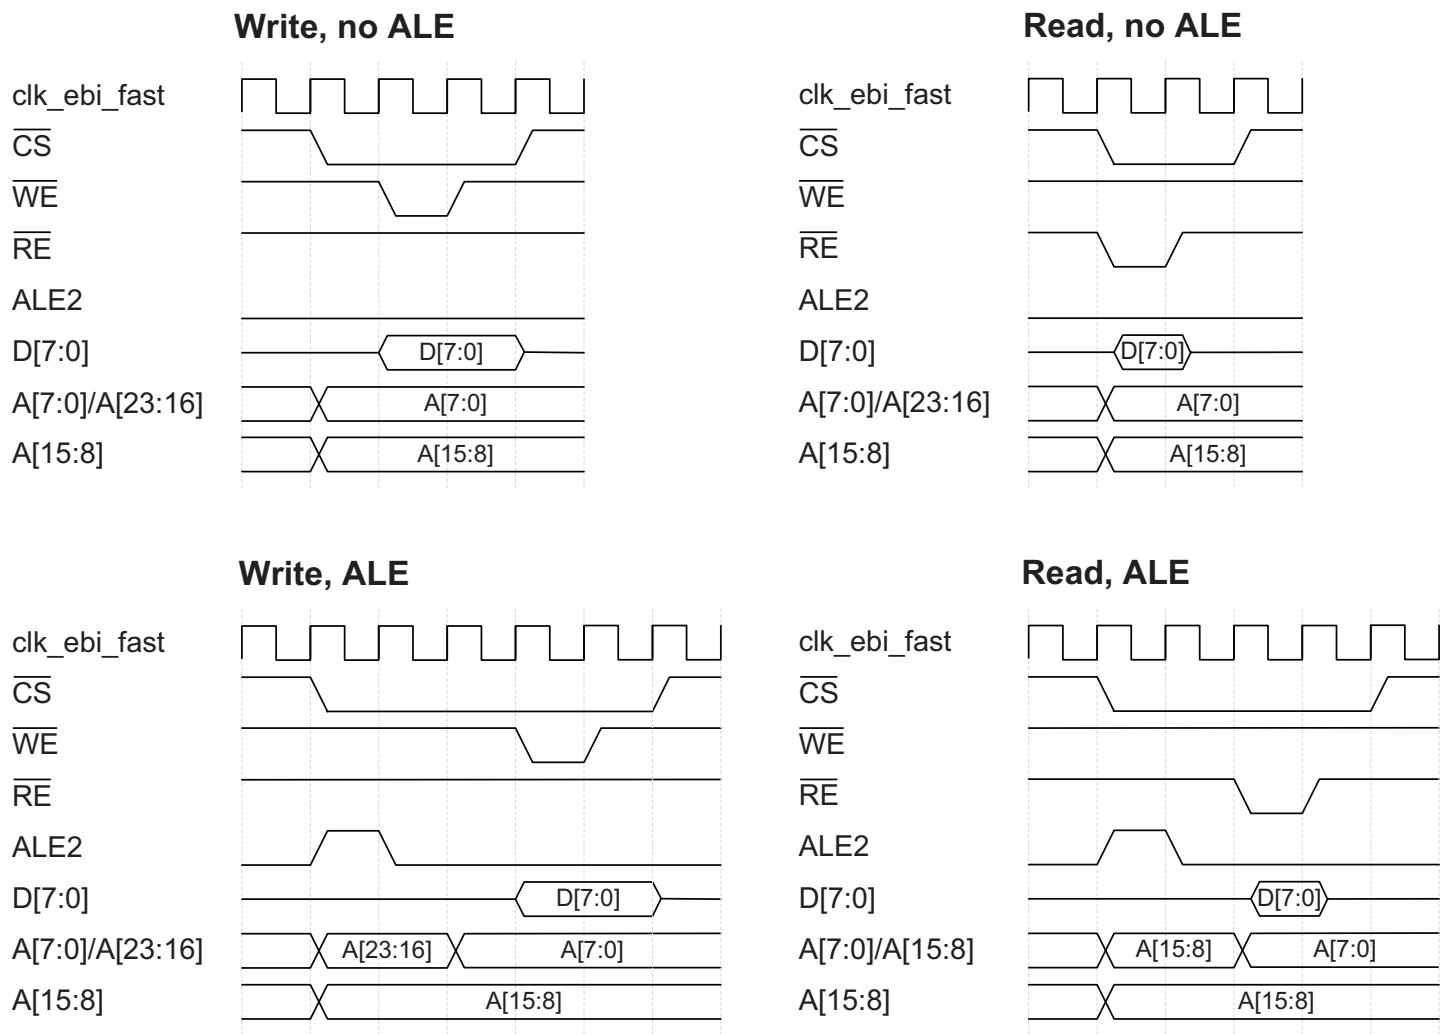 Write, no ALE
clk_ebi_fast
CS
WE
RE
ALE2
D[7:0]
D[7:0]
A[7:0]/A[23:16]
A[7:0]
A[15:8]
A[15:8]
Read, no ALE
clk_ebi_fast
CS
WE
RE
ALE2
D[7:0]
D[7:0]
A[7:0]/A[23:16]
A[7:0]
A[15:8]
A[15:8]
Write, ALE
clk_ebi_fast
CS
WE
RE
ALE2
D[7:0]
D[7:0]
A[7:0]/A[23:16]
A[23:16]
A[7:0]
A[15:8]
A[15:8]
Read, ALE
clk_ebi_fast
CS
WE
RE
ALE2
D[7:0]
D[7:0]
A[7:0]/A[15:8]
A[15:8]
A[7:0]
A[15:8]
A[15:8]